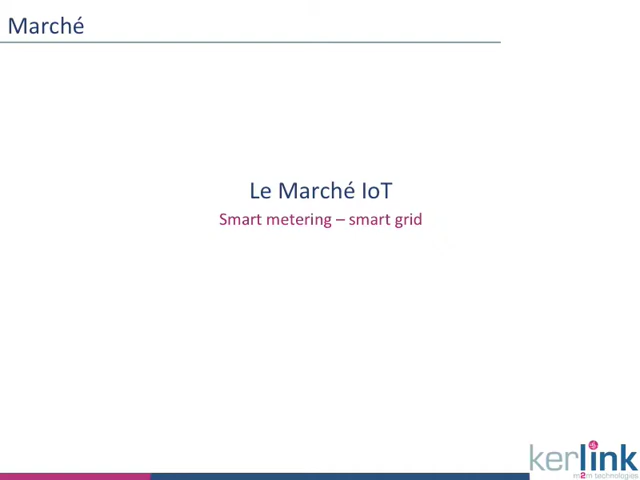 Marché
Le Marché IoT
Smart metering – smart grid
kerlink
m2m technologies